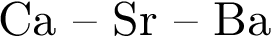 Ca – Sr – Ba